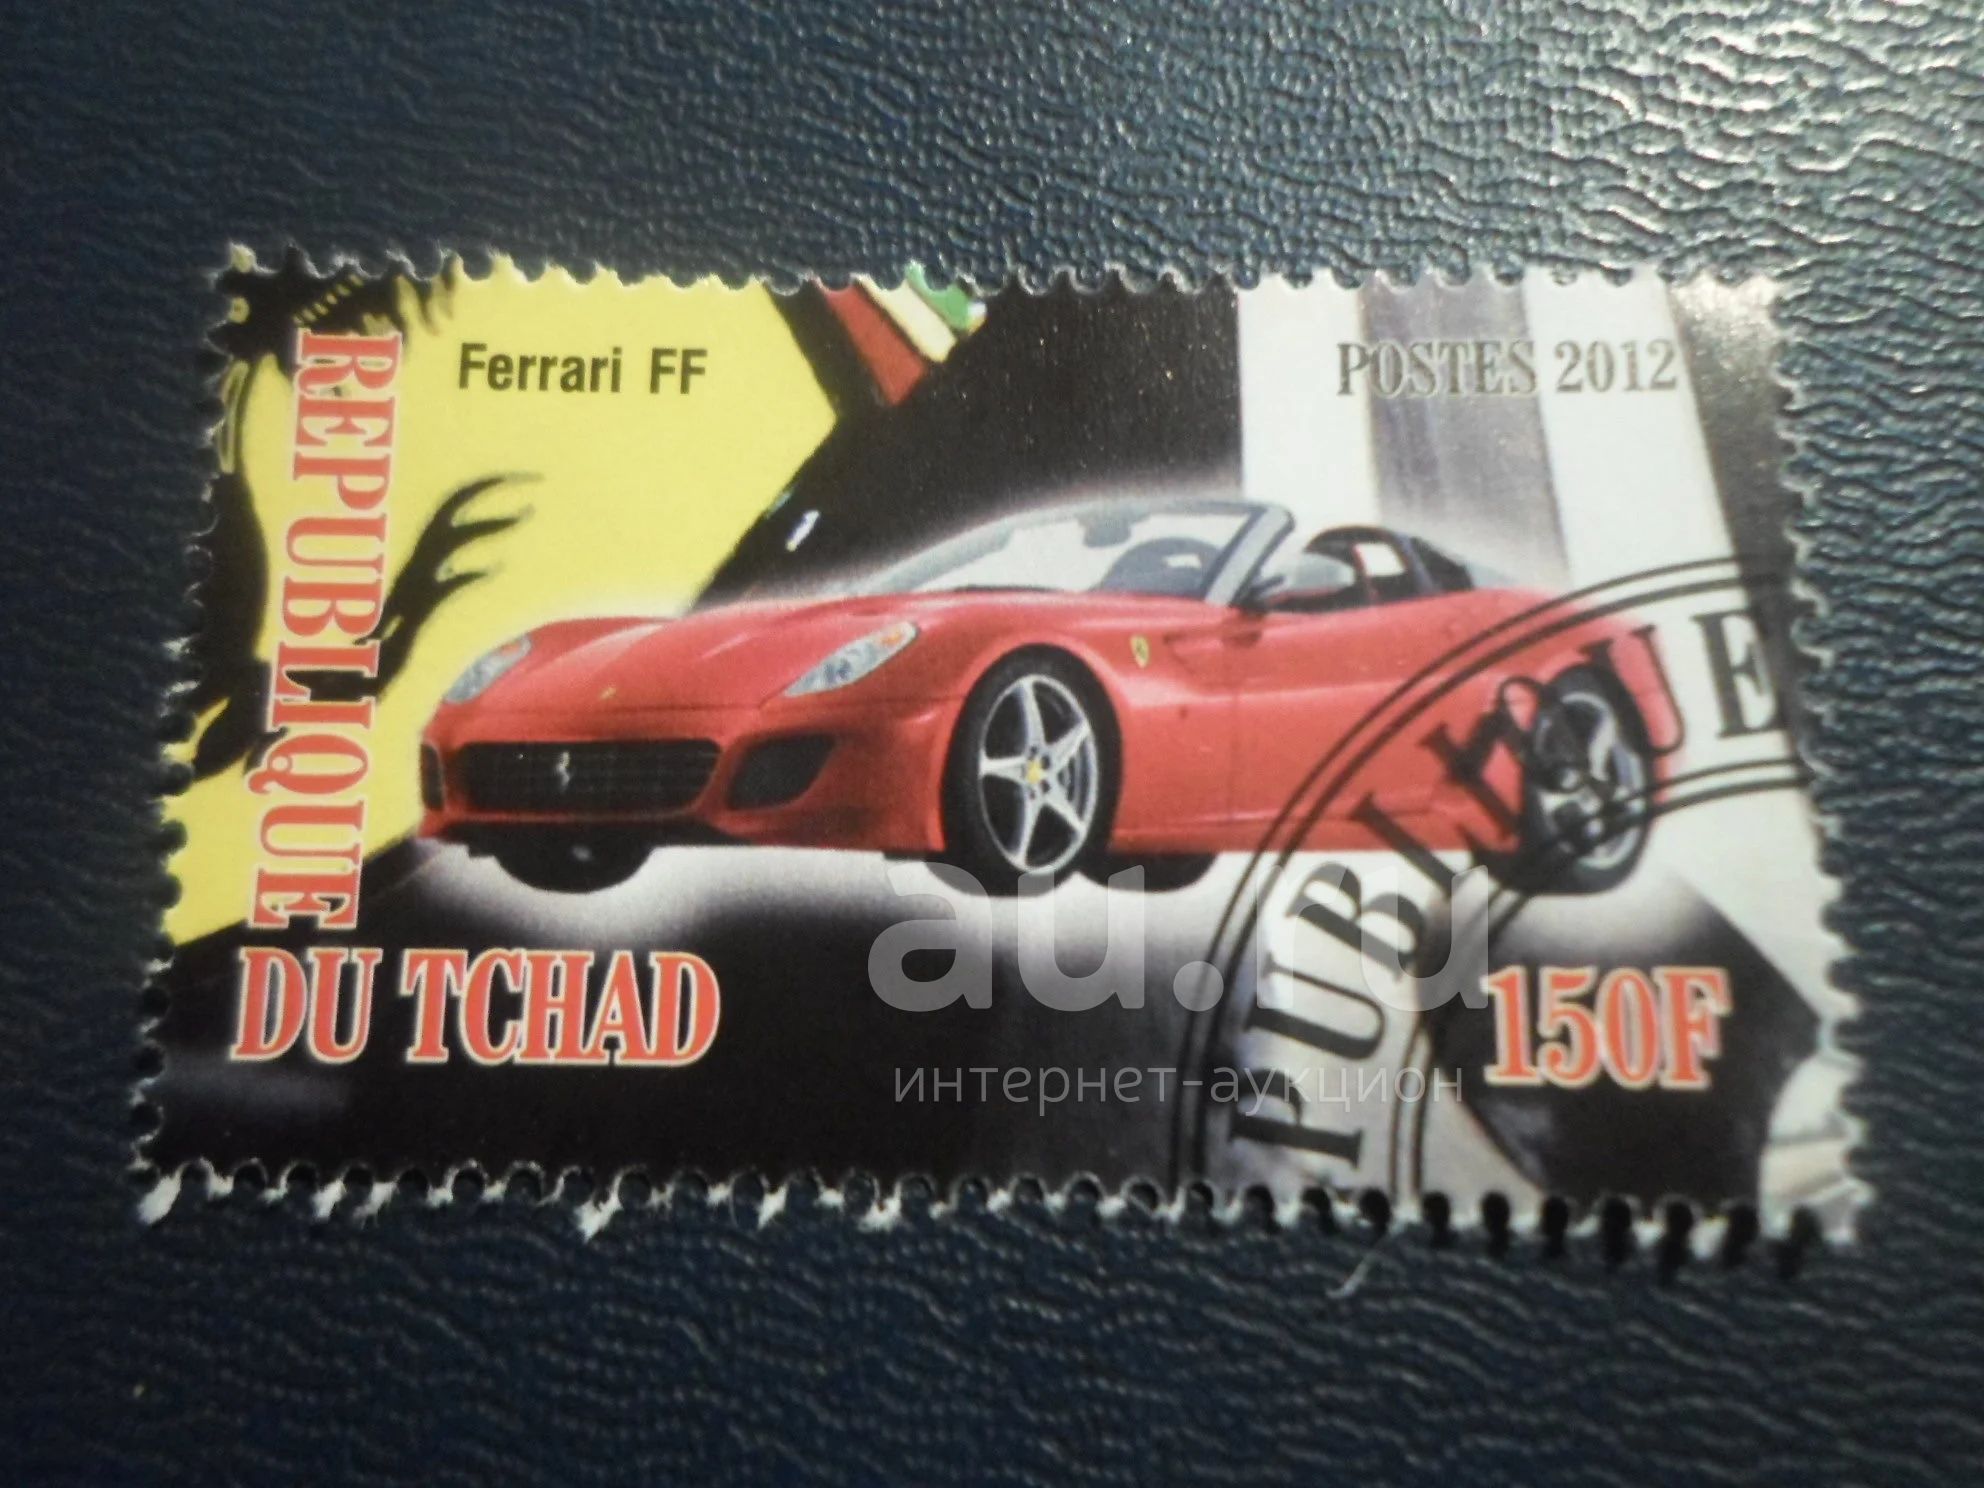 Ferrari FF
POSTES 2012
REPUBLIQUE
DU TCHAD
150F
PUBLIQUE
au.ru
интернет-аукцион